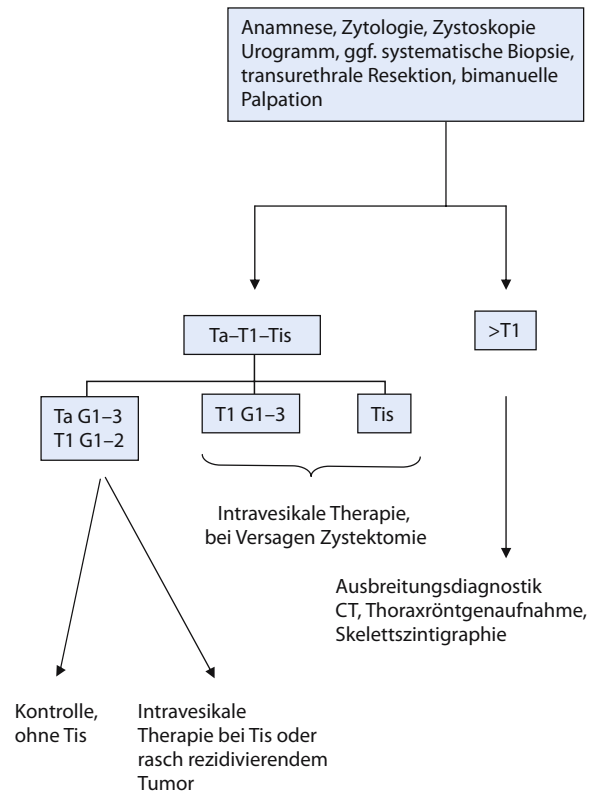 Anamnese, Zytologie, Zystoskopie
Urogramm, ggf. systematische Biopsie,
transurethrale Resektion, bimanuelle
Palpation
Ta–T1–Tis
>T1
Ta G1–3
T1 G1–2
T1 G1–3
Tis
Intravesikale Therapie,
bei Versagen Zystektomie
Ausbreitungsdiagnostik
CT, Thoraxröntgenaufnahme,
Skelettszintigraphie
Kontrolle,
ohne Tis
Intravesikale
Therapie bei Tis oder
rasch rezidivierendem
Tumor